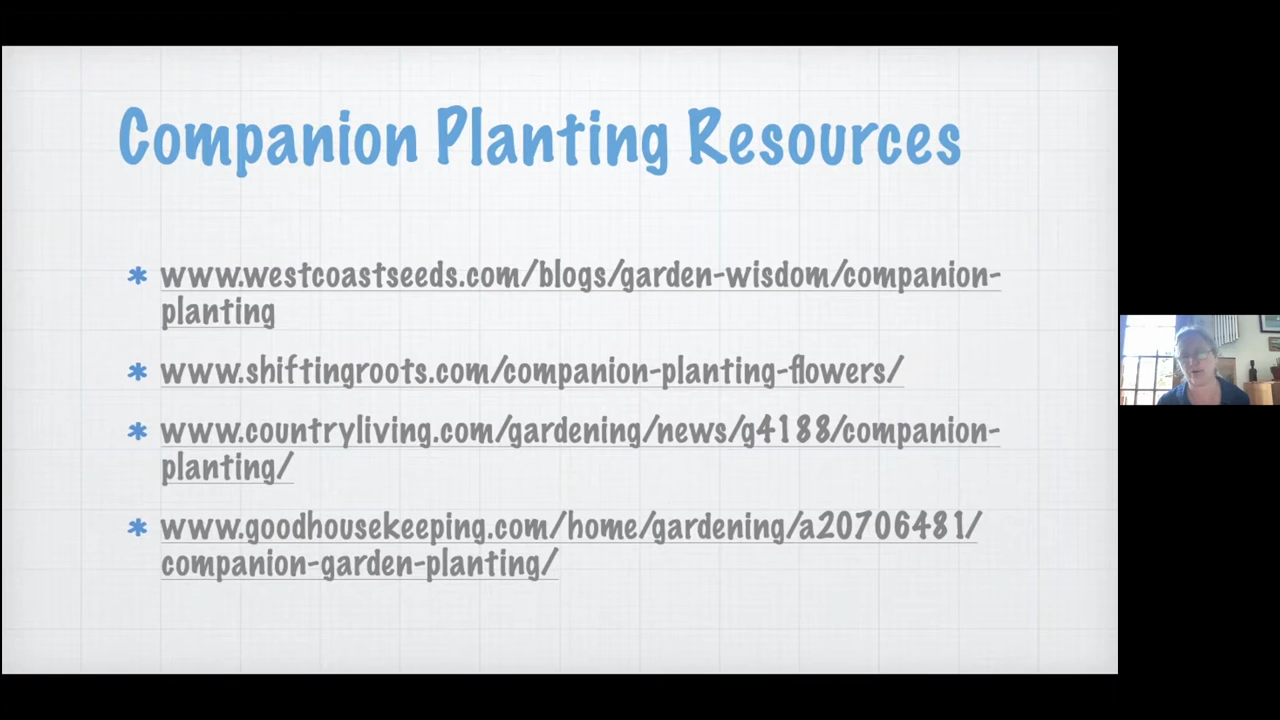 Companion Planting Resources
* www.westcoastseeds.com/blogs/garden-wisdom/companion-
planting
* www.shiftingroots.com/companion-planting-flowers/
* www.countryliving.com/gardening/news/g4188/companion-
planting/
* www.goodhousekeeping.com/home/gardening/a20706481/
companion-garden-planting/